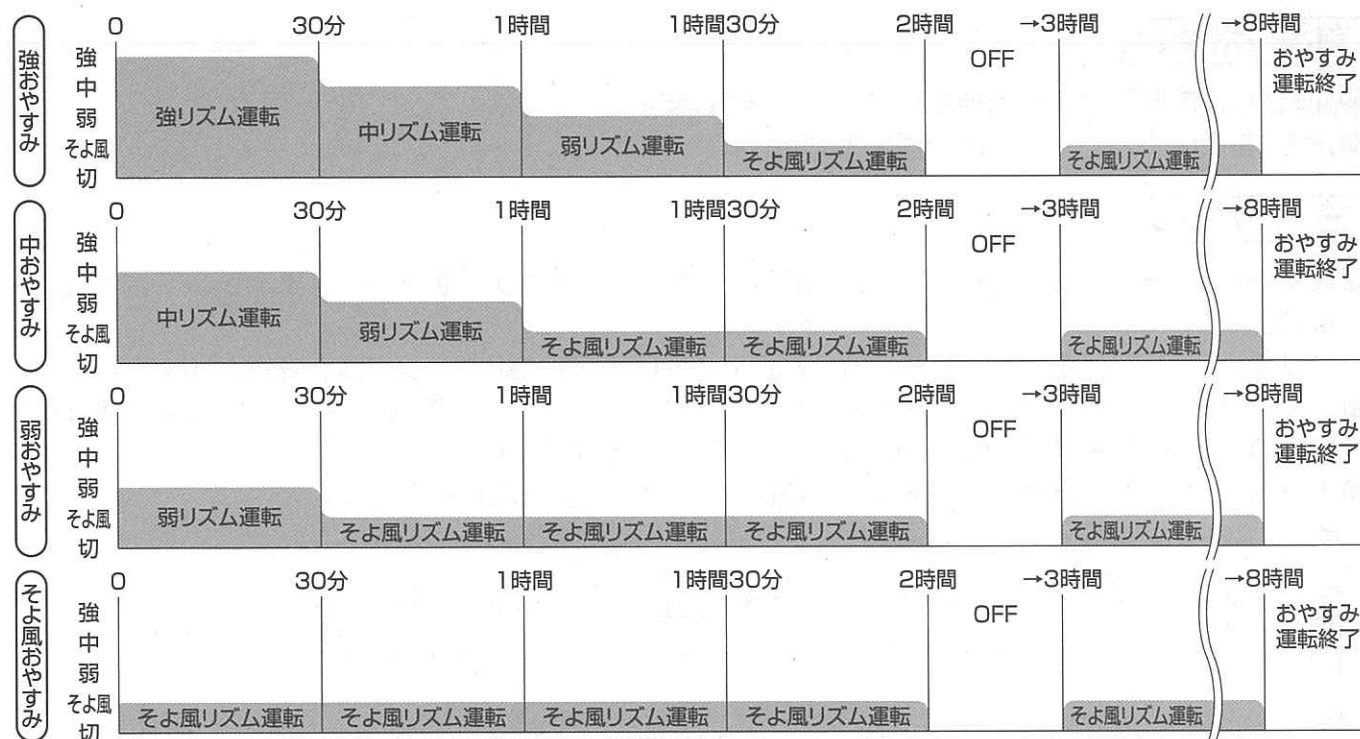 強おやすみ
0 30分 1時間 1時間30分 2時間 →3時間 →8時間
強
中
弱
そよ風
切
強リズム運転 中リズム運転 弱リズム運転 そよ風リズム運転 OFF そよ風リズム運転 おやすみ
運転終了
中おやすみ
0 30分 1時間 1時間30分 2時間 →3時間 →8時間
強
中
弱
そよ風
切
中リズム運転 弱リズム運転 そよ風リズム運転 そよ風リズム運転 OFF そよ風リズム運転 おやすみ
運転終了
弱おやすみ
0 30分 1時間 1時間30分 2時間 →3時間 →8時間
強
中
弱
そよ風
切
弱リズム運転 そよ風リズム運転 そよ風リズム運転 そよ風リズム運転 OFF そよ風リズム運転 おやすみ
運転終了
そよ風おやすみ
0 30分 1時間 1時間30分 2時間 →3時間 →8時間
強
中
弱
そよ風
切
そよ風リズム運転 そよ風リズム運転 そよ風リズム運転 そよ風リズム運転 OFF そよ風リズム運転 おやすみ
運転終了